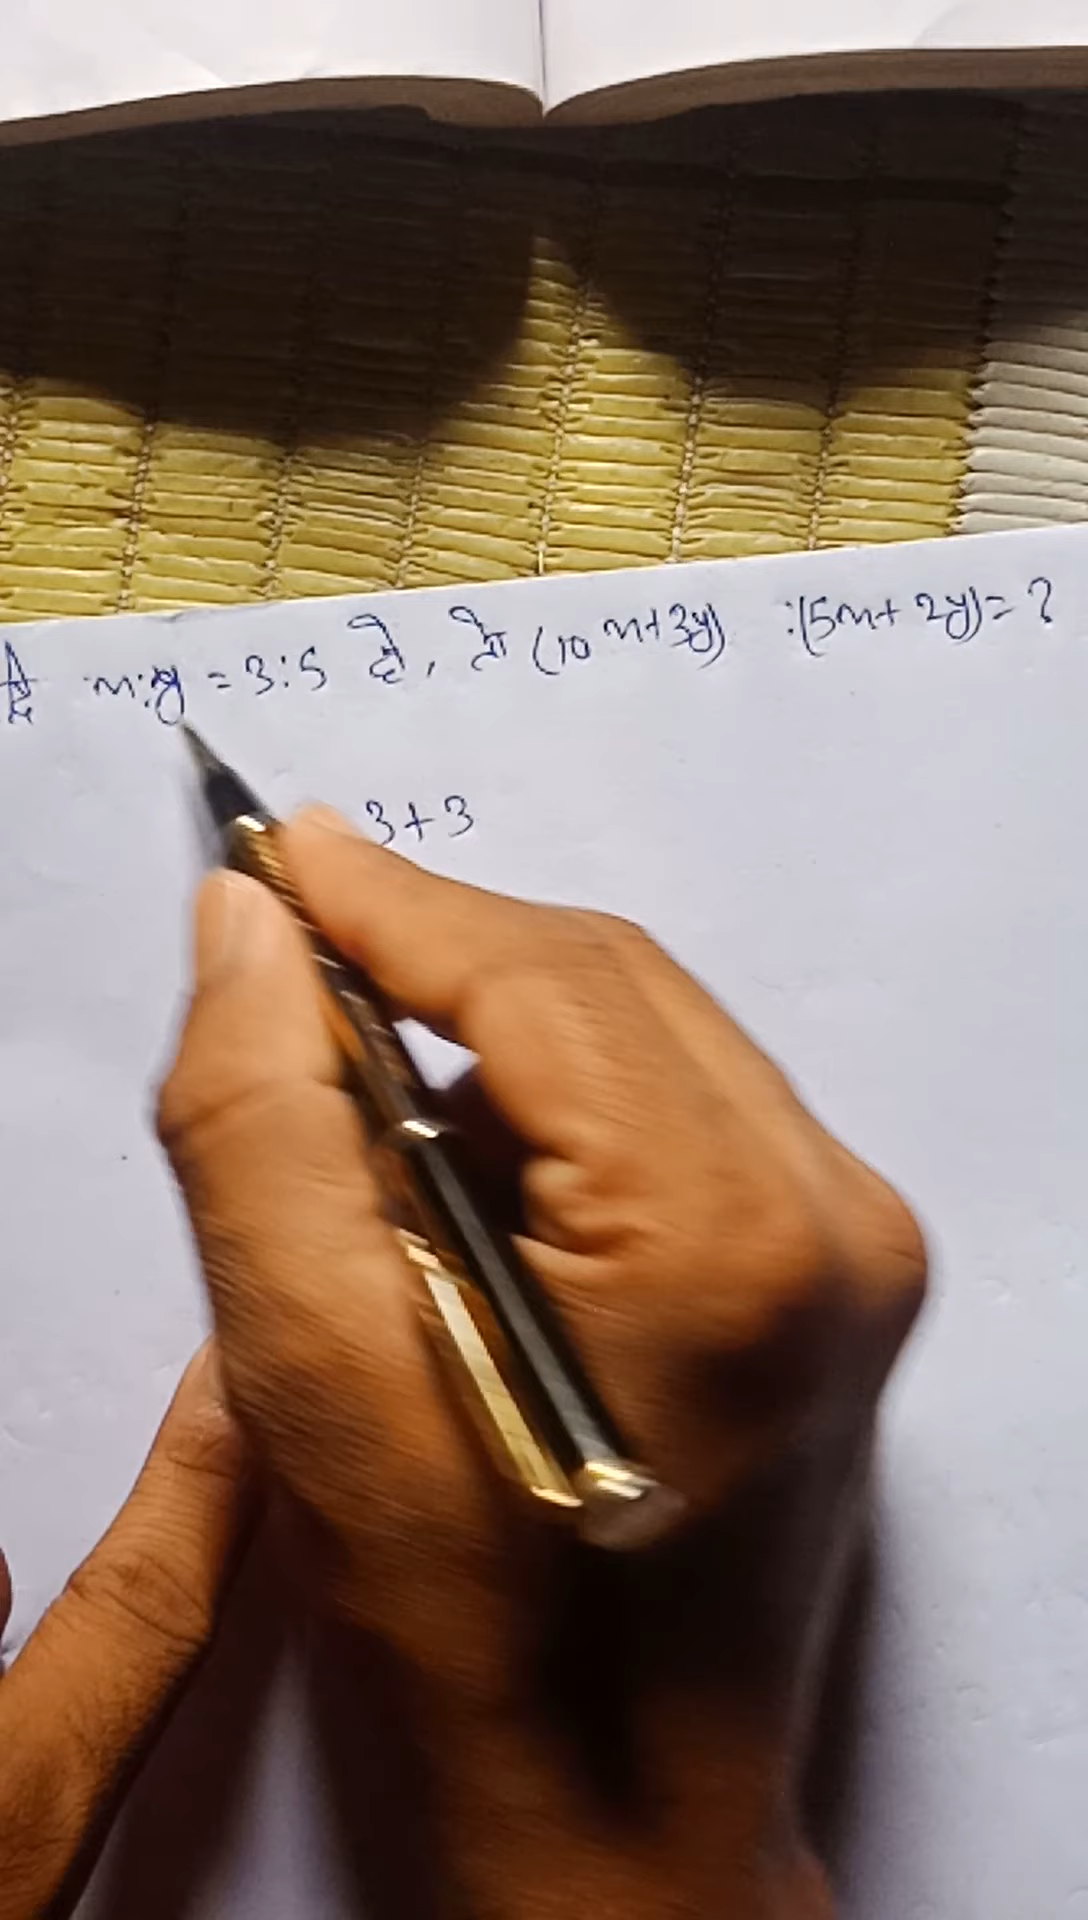 यदि x:y = 3:5 हो, तो (10x+3y) :(5x+2y)=?
3+3